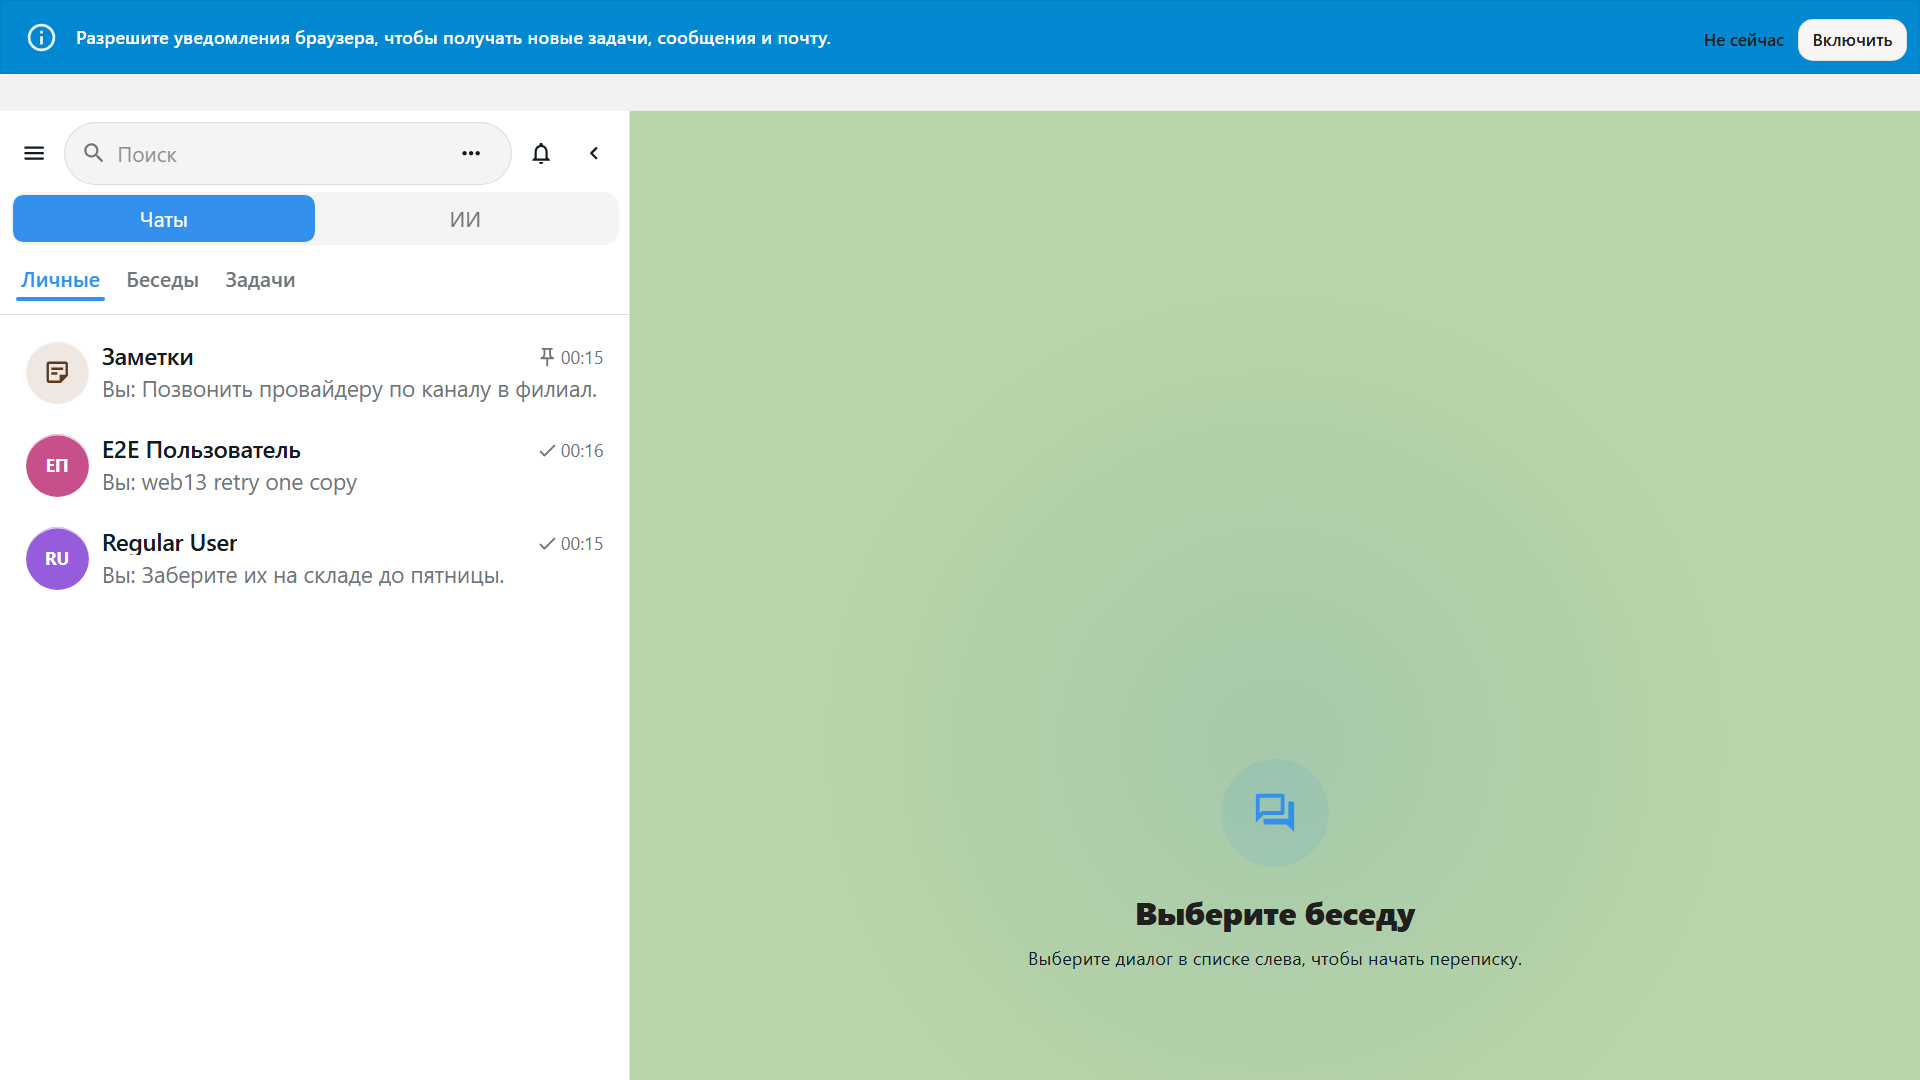 Разрешите уведомления браузера, чтобы получать новые задачи, сообщения и почту.
Не сейчас
Включить
Поиск
Чаты
ИИ
Личные
Беседы
Задачи
Заметки
00:15
Вы: Позвонить провайдеру по каналу в филиал.
ЕП
E2E Пользователь
00:16
Вы: web13 retry one copy
RU
Regular User
00:15
Вы: Заберите их на складе до пятницы.
Выберите беседу
Выберите диалог в списке слева, чтобы начать переписку.